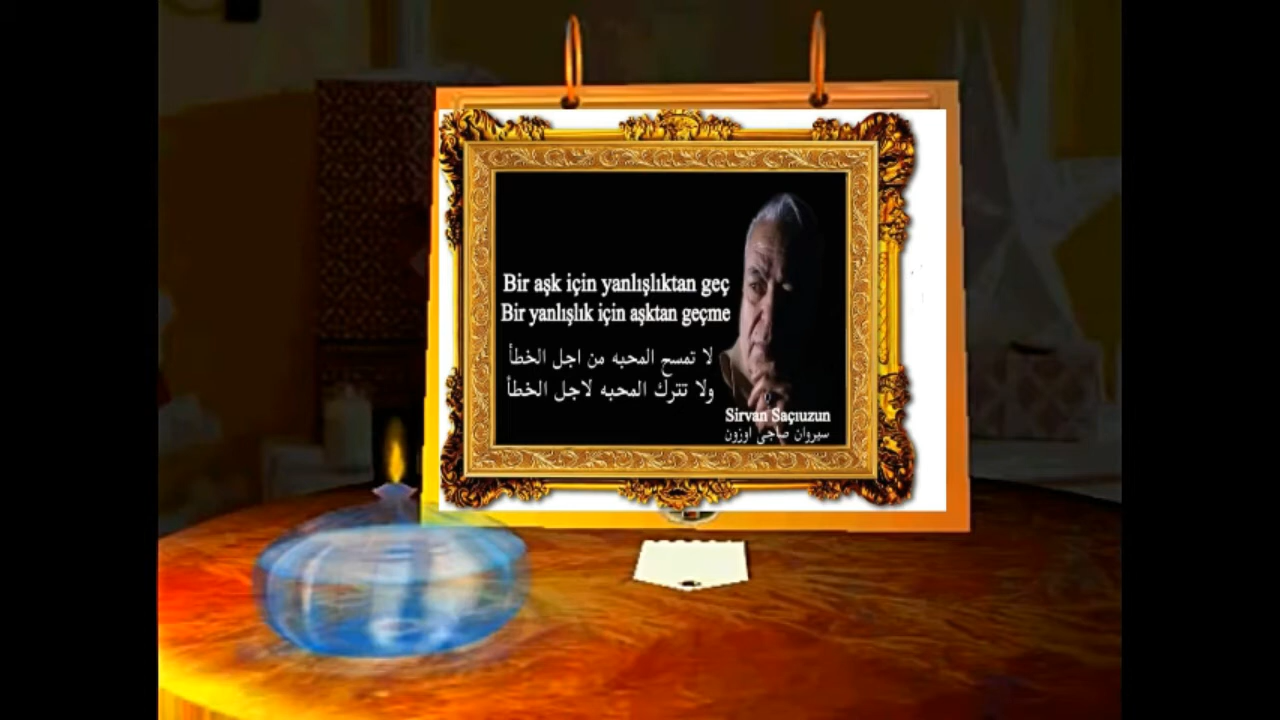 Bir aşk için yanlışlıktan geç
Bir yanlışlık için aşktan geçme
لا تمسح المحبه من اجل الخطأ
ولا تترك المحبه لاجل الخطأ
Sirvan Saçıuzun
سيروان صاجی اوزون